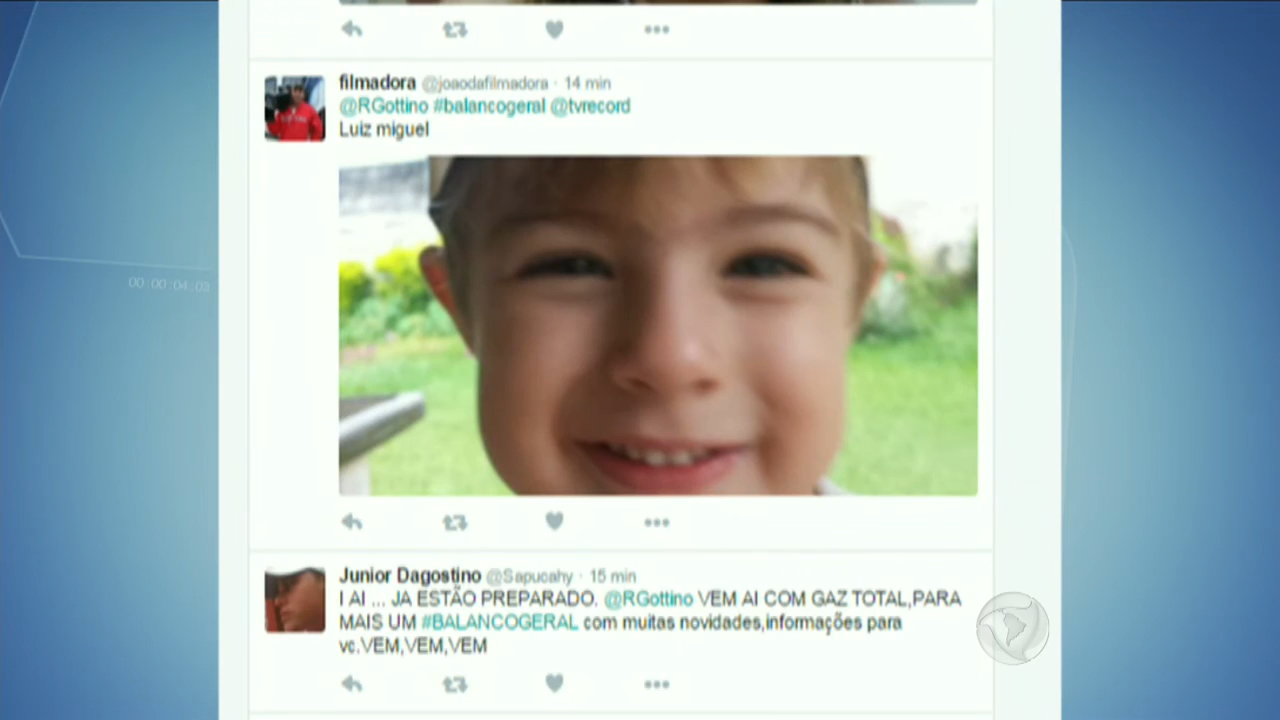 filmadora @joaodafilmadora · 14 min
@RGottino #balancogeral @tvrecord
Luiz miguel
00:00:04:03
Junior Dagostino @Sapucahy · 15 min
I AI ... JA ESTÃO PREPARADO. @RGottino VEM AI COM GAZ TOTAL,PARA
MAIS UM #BALANCOGERAL com muitas novidades,informações para
vc.VEM,VEM,VEM